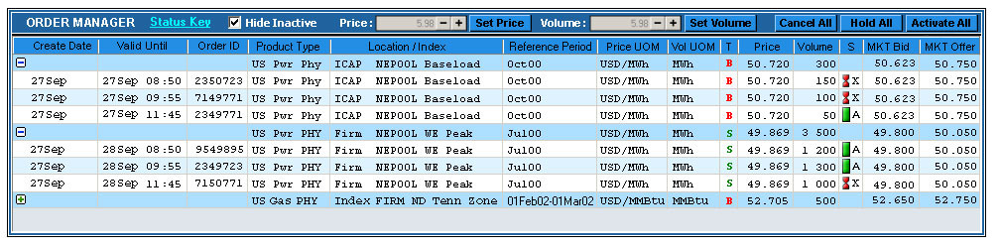 ORDER MANAGER Status Key Hide Inactive Price: 5.98 − + Set Price Volume: 5.98 − + Set Volume Cancel All Hold All Activate All
Create Date Valid Until Order ID Product Type Location / Index Reference Period Price UOM Vol UOM T Price Volume S MKT Bid MKT Offer
US Pwr Phy ICAP NEPOOL Baseload Oct00 USD/MWh MWh B 50.720 300 50.623 50.750
27Sep 27Sep 08:50 2350723 US Pwr Phy ICAP NEPOOL Baseload Oct00 USD/MWh MWh B 50.720 150 X 50.623 50.750
27Sep 27Sep 09:55 7149771 US Pwr Phy ICAP NEPOOL Baseload Oct00 USD/MWh MWh B 50.720 100 X 50.623 50.750
27Sep 27Sep 11:45 2349771 US Pwr Phy ICAP NEPOOL Baseload Oct00 USD/MWh MWh B 50.720 50 A 50.623 50.750
US Pwr PHY Firm NEPOOL WE Peak Jul00 USD/MWh MWh S 49.869 3 500 49.800 50.050
27Sep 28Sep 08:50 9549895 US Pwr PHY Firm NEPOOL WE Peak Jul00 USD/MWh MWh S 49.869 1 200 A 49.800 50.050
27Sep 28Sep 09:55 2349723 US Pwr PHY Firm NEPOOL WE Peak Jul00 USD/MWh MWh S 49.869 1 300 A 49.800 50.050
27Sep 28Sep 11:45 7150771 US Pwr PHY Firm NEPOOL WE Peak Jul00 USD/MWh MWh S 49.869 1 000 X 49.800 50.050
US Gas PHY Index FIRM ND Tenn Zone 01Feb02-01Mar02 USD/MMBtu MMBtu B 52.705 500 52.650 52.750